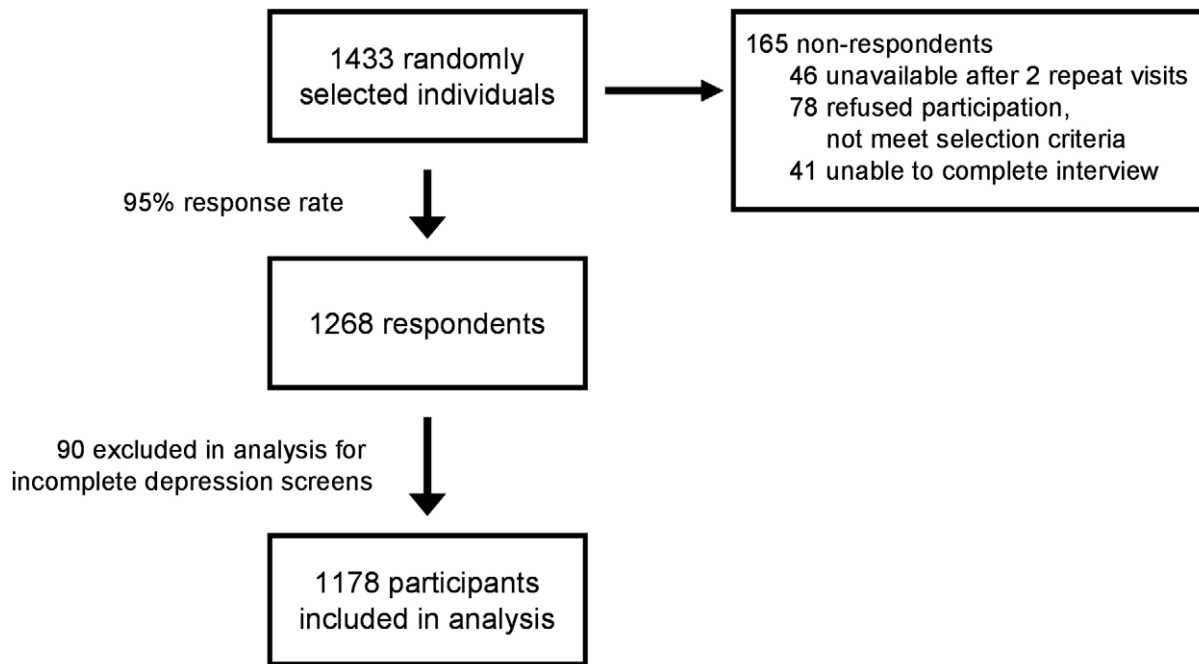 1433 randomly
selected individuals
165 non-respondents
46 unavailable after 2 repeat visits
78 refused participation,
not meet selection criteria
41 unable to complete interview
95% response rate
1268 respondents
90 excluded in analysis for
incomplete depression screens
1178 participants
included in analysis